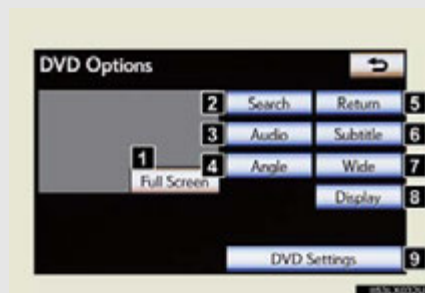 DVD Options
2 Search Return 5
3 Audio Subtitle 6
1 4 Angle Wide 7
Full Screen Display 8
DVD Settings 9